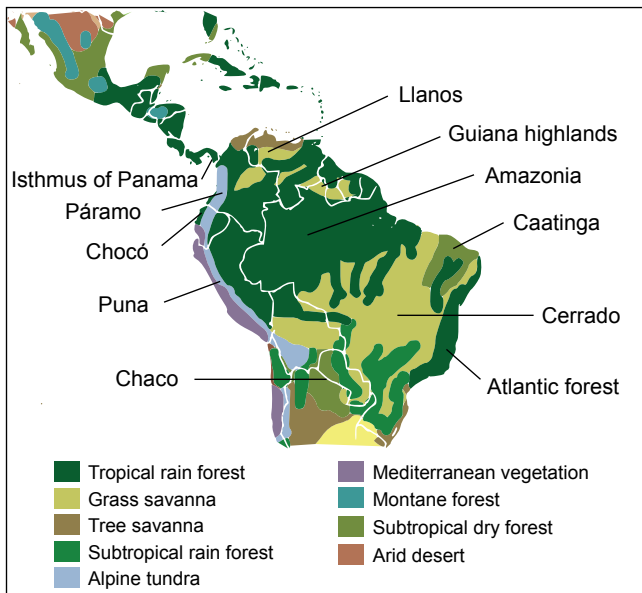 Llanos
Guiana highlands
Isthmus of Panama
Amazonia
Páramo
Caatinga
Chocó
Puna
Cerrado
Chaco
Atlantic forest
Tropical rain forest
Grass savanna
Tree savanna
Subtropical rain forest
Alpine tundra
Mediterranean vegetation
Montane forest
Subtropical dry forest
Arid desert